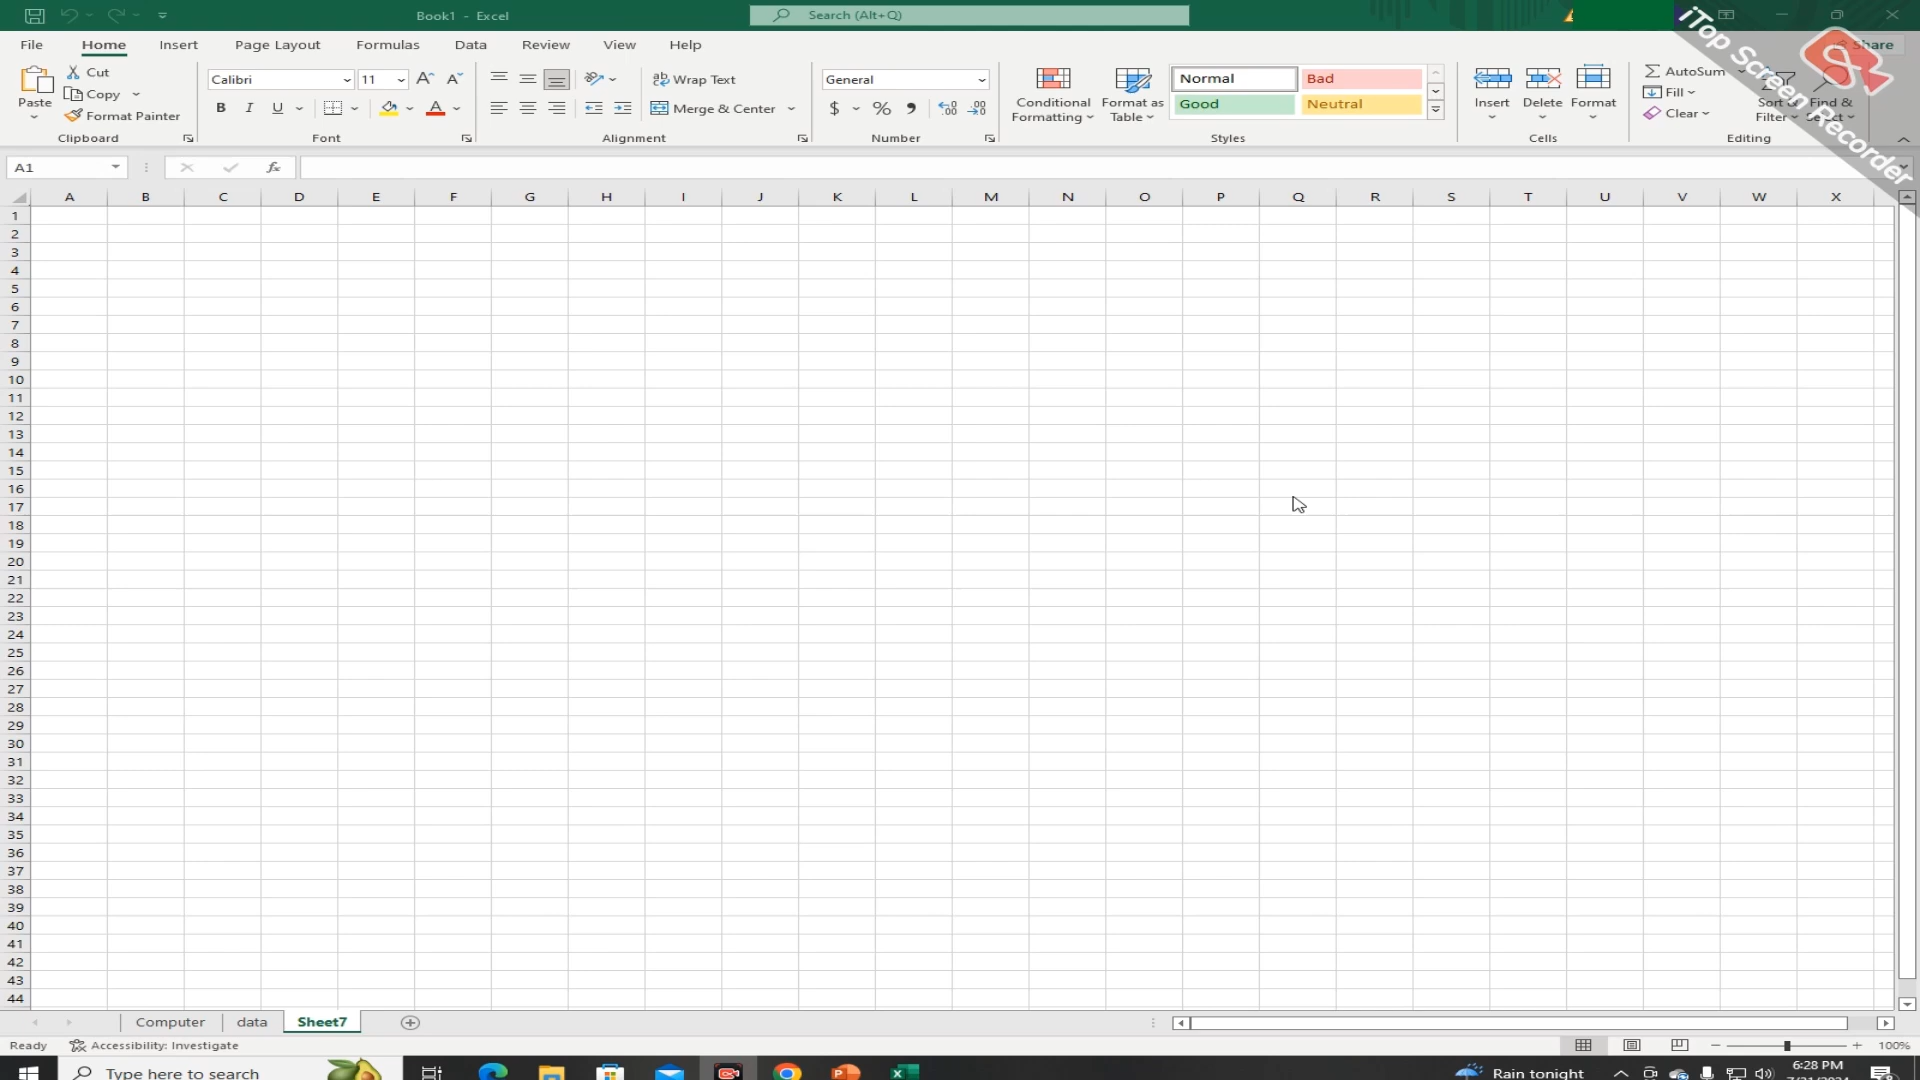 Book1 - Excel
Search (Alt+Q)
File Home Insert Page Layout Formulas Data Review View Help
Share
Paste
Cut
Copy
Format Painter
Clipboard
Calibri 11
B I U
Font
Wrap Text
Merge & Center
Alignment
General
$ %
Number
Conditional Formatting
Format as Table
Normal Bad
Good Neutral
Styles
Insert Delete Format
Cells
AutoSum
Fill
Clear
Sort & Filter
Find & Select
Editing
iTop Screen Recorder
A1
fx
A B C D E F G H I J K L M N O P Q R S T U V W X
1
2
3
4
5
6
7
8
9
10
11
12
13
14
15
16
17
18
19
20
21
22
23
24
25
26
27
28
29
30
31
32
33
34
35
36
37
38
39
40
41
42
43
44
Computer data Sheet7
Ready Accessibility: Investigate
100%
Type here to search
Rain tonight
6:28 PM